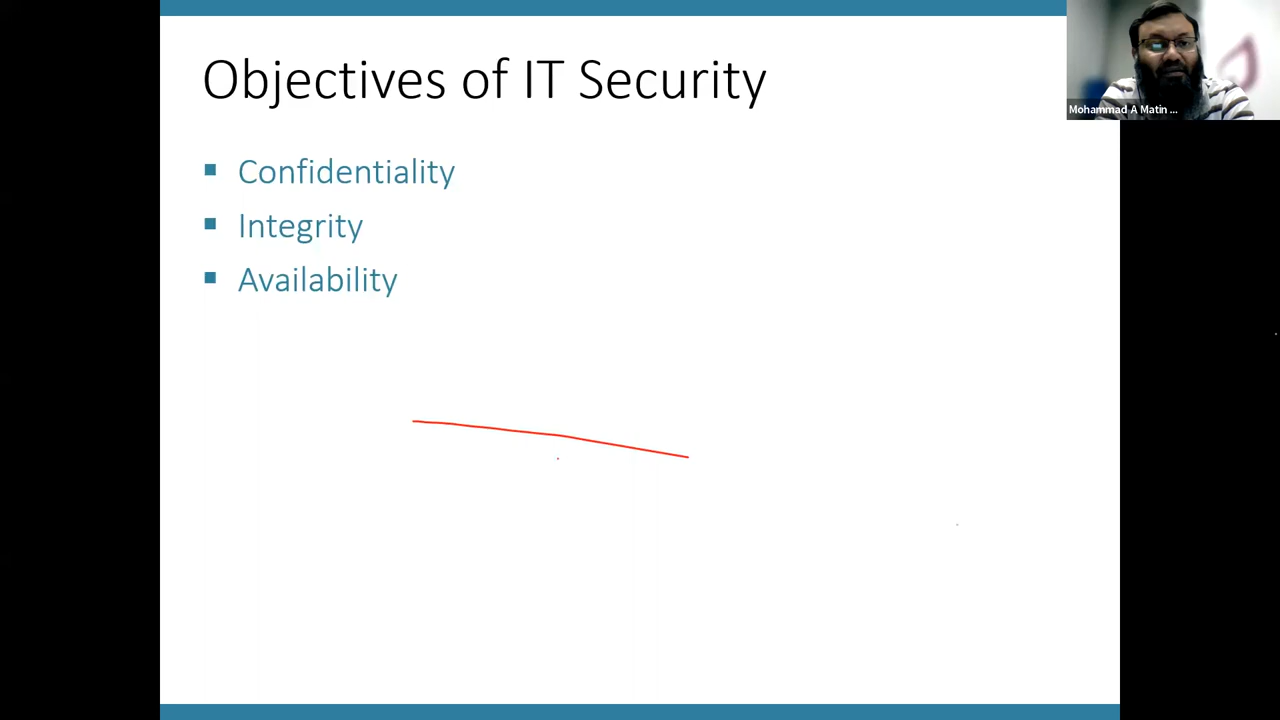 Objectives of IT Security
Mohammad A Matin ...
▪ Confidentiality
▪ Integrity
▪ Availability